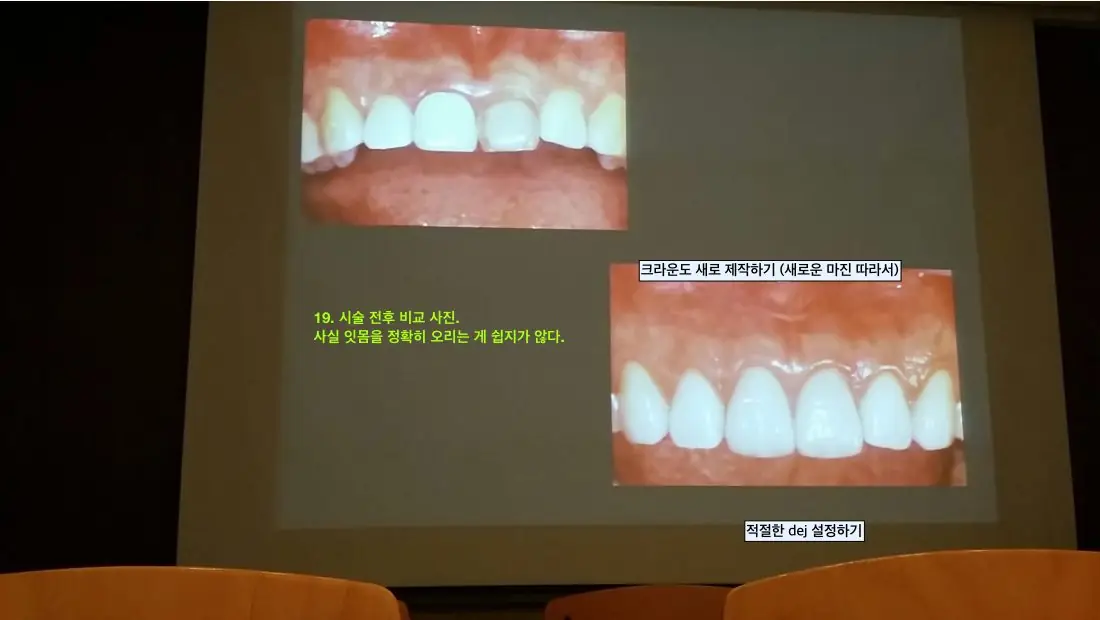 크라운도 새로 제작하기 (새로운 마진 따라서)
19. 시술 전후 비교 사진.
사실 잇몸을 정확히 오리는 게 쉽지가 않다.
적절한 dej 설정하기